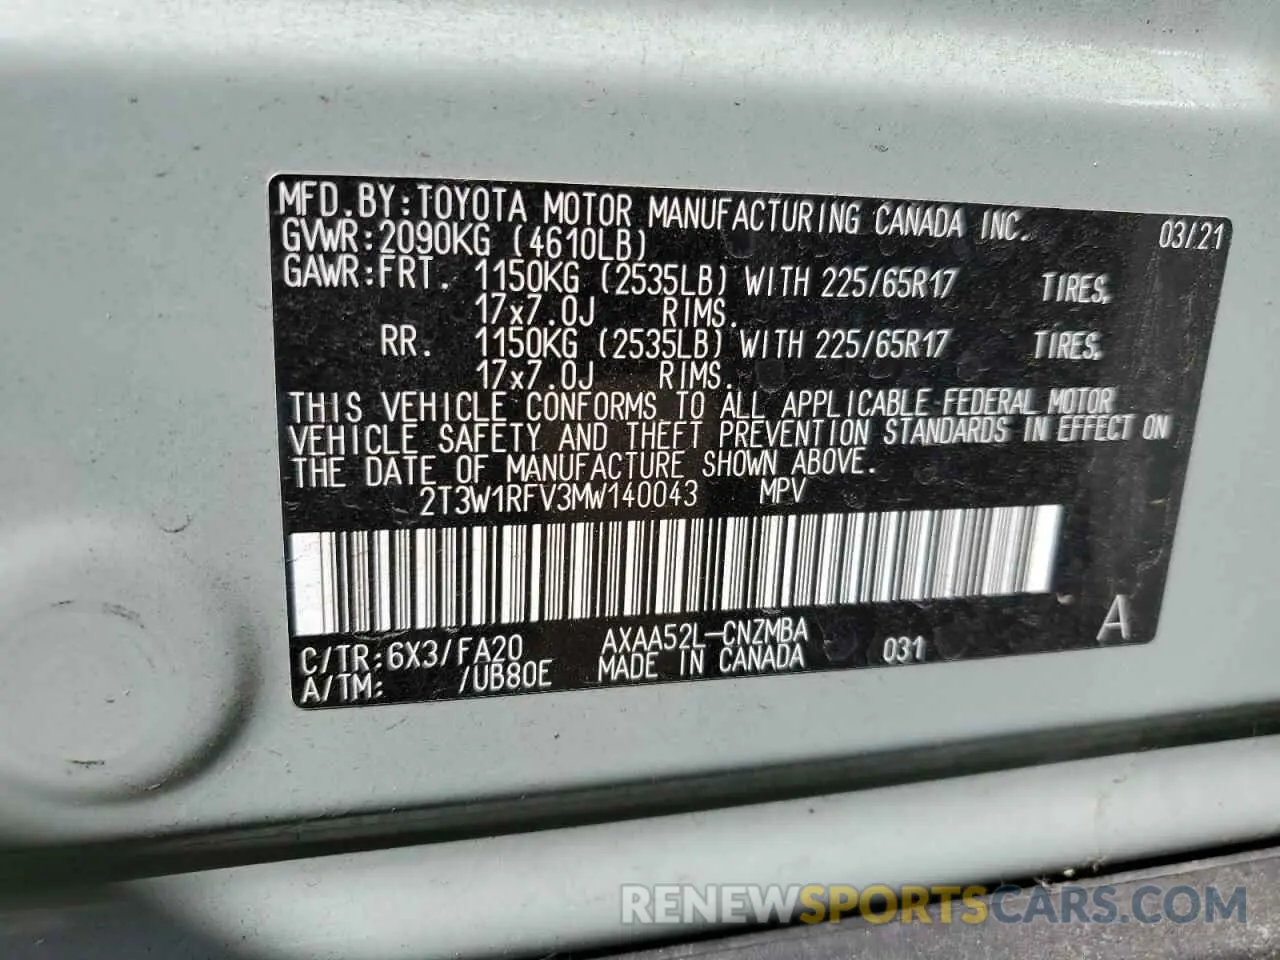 MFD.BY:TOYOTA MOTOR MANUFACTURING CANADA INC. 03/21
GVWR:2090KG (4610LB)
GAWR:FRT. 1150KG (2535LB) WITH 225/65R17 TIRES,
17x7.0J RIMS.
RR. 1150KG (2535LB) WITH 225/65R17 TIRES,
17x7.0J RIMS.
THIS VEHICLE CONFORMS TO ALL APPLICABLE FEDERAL MOTOR
VEHICLE SAFETY AND THEFT PREVENTION STANDARDS IN EFFECT ON
THE DATE OF MANUFACTURE SHOWN ABOVE.
2T3W1RFV3MW140043 MPV
C/TR:6X3/FA20 AXAA52L-CNZMBA 031 A
A/TM: /UB80E MADE IN CANADA
RENEWSPORTSCARS.COM